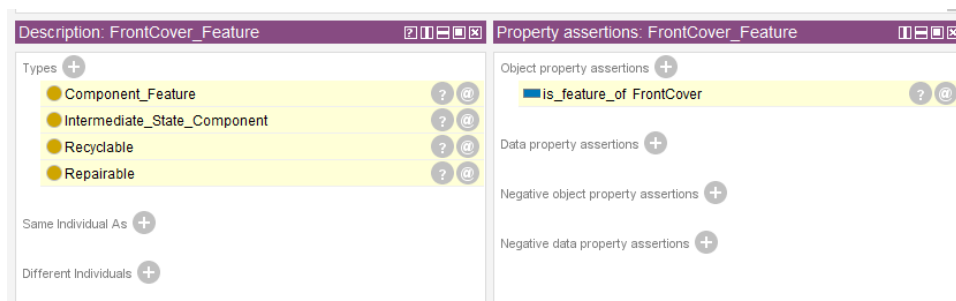 Description: FrontCover_Feature
Types
Component_Feature
Intermediate_State_Component
Recyclable
Repairable
Same Individual As
Different Individuals
Property assertions: FrontCover_Feature
Object property assertions
is_feature_of FrontCover
Data property assertions
Negative object property assertions
Negative data property assertions